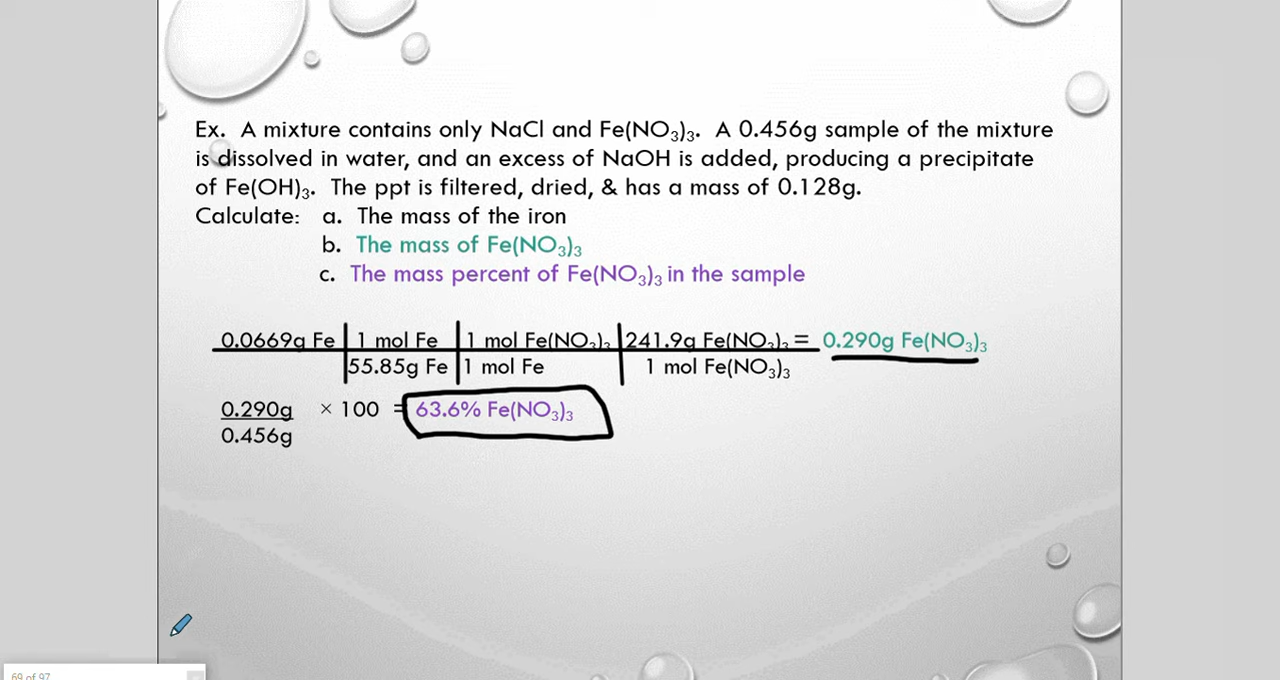 Ex. A mixture contains only NaCl and Fe(NO₃)₃. A 0.456g sample of the mixture
is dissolved in water, and an excess of NaOH is added, producing a precipitate
of Fe(OH)₃. The ppt is filtered, dried, & has a mass of 0.128g.
Calculate: a. The mass of the iron
b. The mass of Fe(NO₃)₃
c. The mass percent of Fe(NO₃)₃ in the sample
0.0669g Fe 1 mol Fe 1 mol Fe(NO₃)₃ 241.9g Fe(NO₃)₃ = 0.290g Fe(NO₃)₃
55.85g Fe 1 mol Fe 1 mol Fe(NO₃)₃
0.290g × 100 = 63.6% Fe(NO₃)₃
0.456g
69 of 97